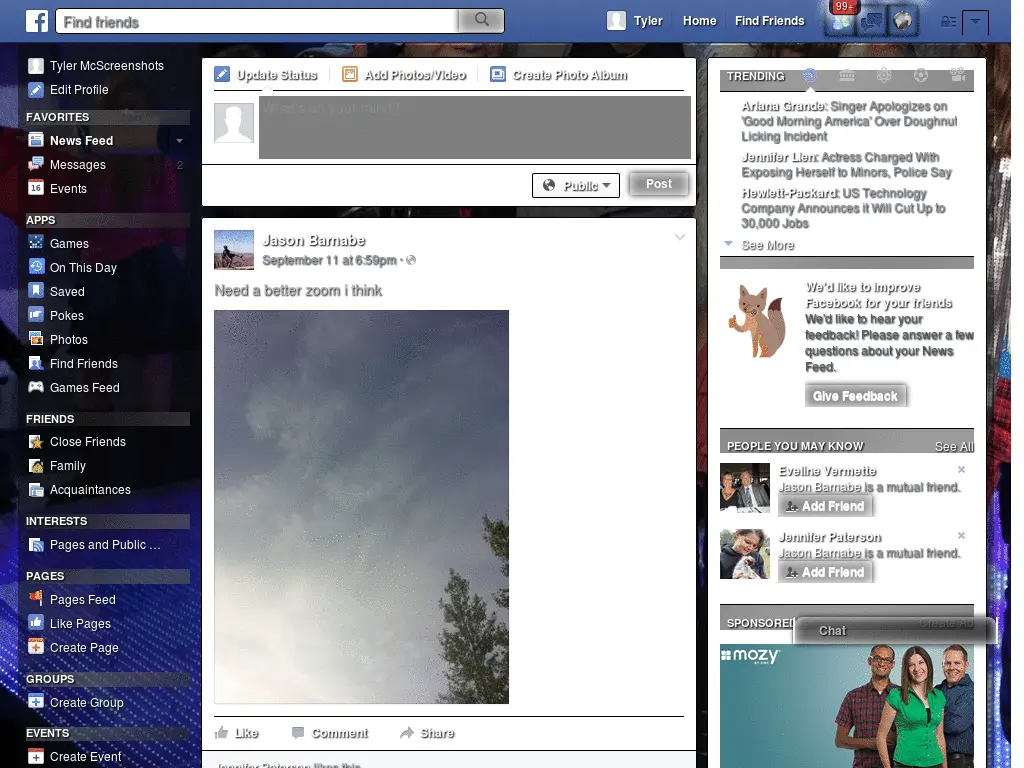 Find friends
Tyler
Home
Find Friends
99+
Tyler McScreenshots
Edit Profile
FAVORITES
News Feed
Messages 2
Events
16
APPS
Games
On This Day
Saved
Pokes
Photos
Find Friends
Games Feed
FRIENDS
Close Friends
Family
Acquaintances
INTERESTS
Pages and Public ...
PAGES
Pages Feed
Like Pages
Create Page
GROUPS
Create Group
EVENTS
Create Event
Update Status
Add Photos/Video
Create Photo Album
What's on your mind?
Public
Post
Jason Barnabe
September 11 at 6:59pm ·
Need a better zoom i think
Like
Comment
Share
Jennifer Paterson likes this.
TRENDING
Ariana Grande: Singer Apologizes on
'Good Morning America' Over Doughnut
Licking Incident
Jennifer Lien: Actress Charged With
Exposing Herself to Minors, Police Say
Hewlett-Packard: US Technology
Company Announces it Will Cut Up to
30,000 Jobs
See More
We'd like to improve
Facebook for your friends
We'd like to hear your
feedback! Please answer a few
questions about your News
Feed.
Give Feedback
PEOPLE YOU MAY KNOW
See All
Eveline Vermette
Jason Barnabe is a mutual friend.
Add Friend
Jennifer Paterson
Jason Barnabe is a mutual friend.
Add Friend
SPONSORED
Create Ad
Chat
mozy